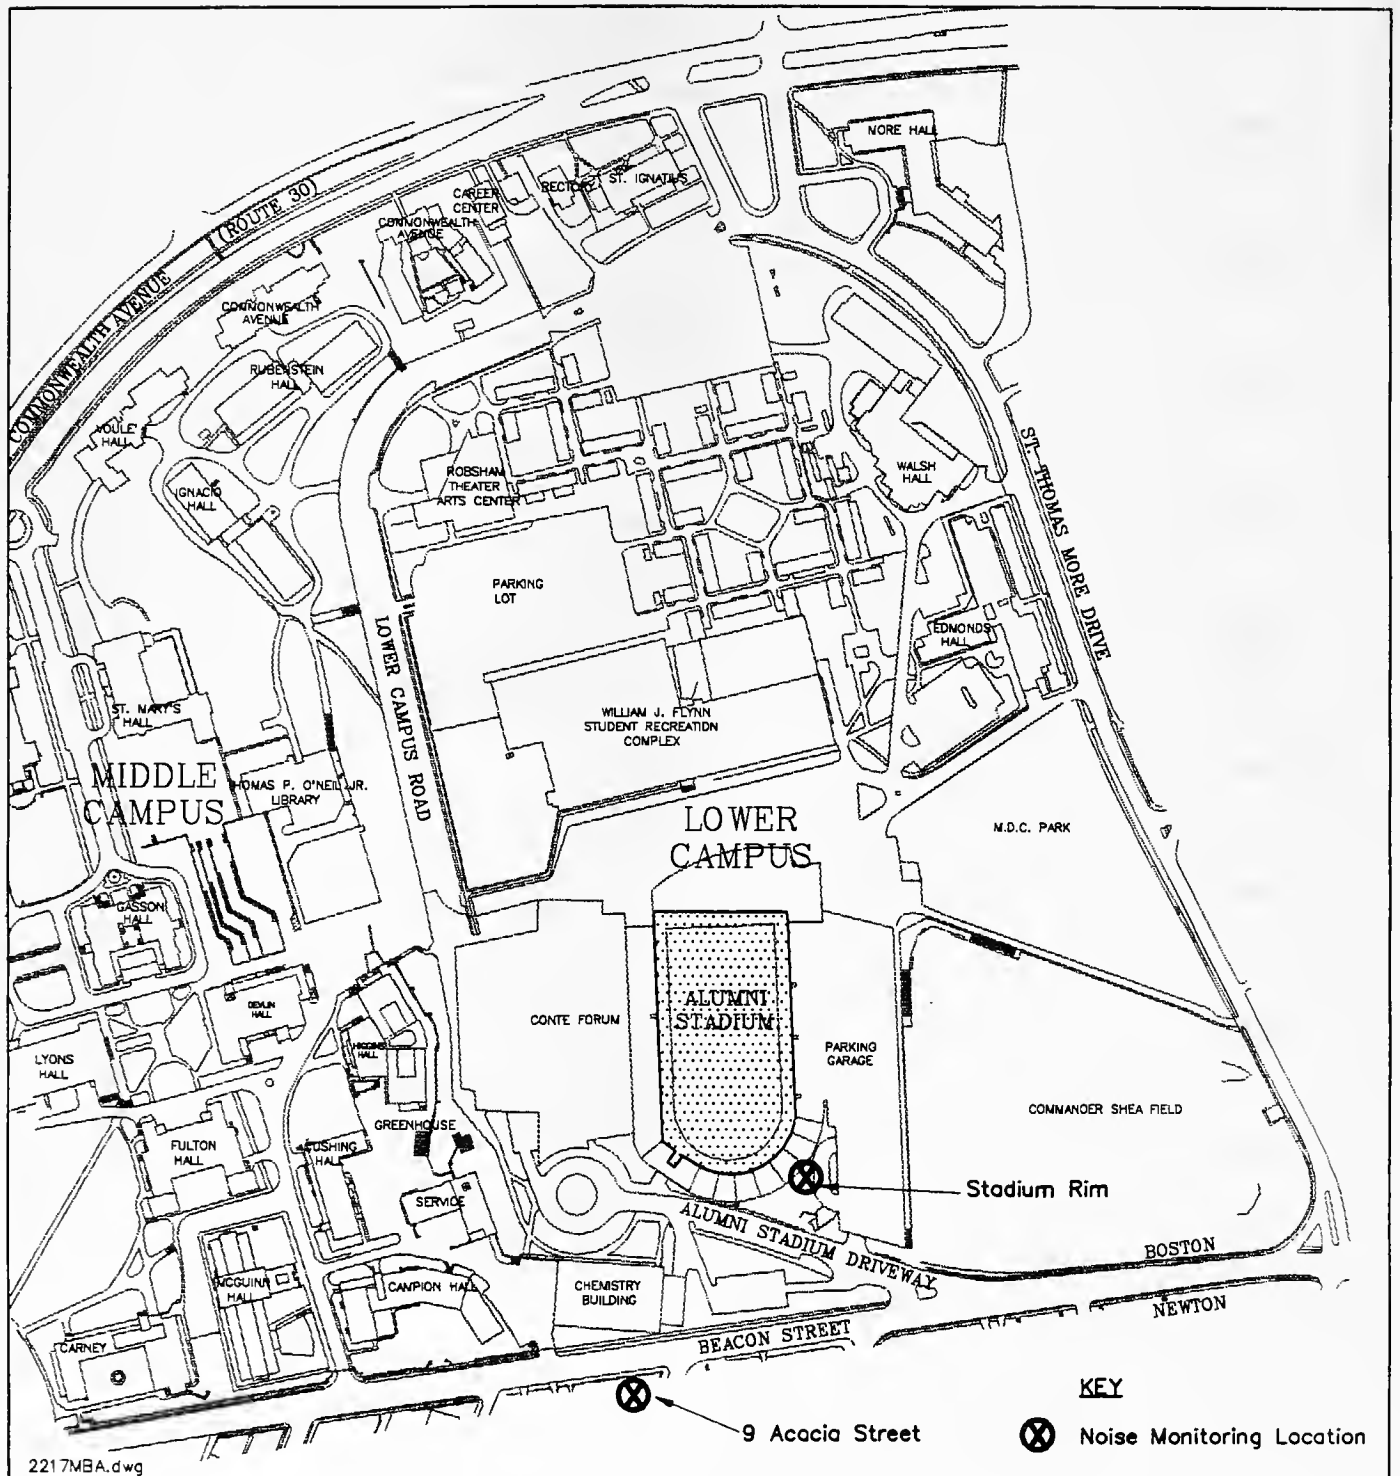 MORE HALL
CAREER
CENTER
RECTORY
ST. IGNATIUS
COMMONWEALTH
AVENUE
COMMONWEALTH AVENUE
(ROUTE 30)
COMMONWEALTH
AVENUE
RUBENSTEIN
HALL
VOULE'
HALL
IGNACIO
HALL
ROBSHAM
THEATER
ARTS CENTER
WALSH
HALL
ST. THOMAS MORE DRIVE
PARKING
LOT
LOWER CAMPUS ROAD
EDMONDS
HALL
ST. MARY'S
HALL
WILLIAM J. FLYNN
STUDENT RECREATION
COMPLEX
MIDDLE
CAMPUS
HOMAS P. O'NEIL JR.
LIBRARY
LOWER
CAMPUS
M.D.C. PARK
GASSON
HALL
DEVLIN
HALL
ALUMNI
STADIUM
CONTE FORUM
PARKING
GARAGE
HIGGINS
HALL
LYONS
HALL
COMMANDER SHEA FIELD
GREENHOUSE
FULTON
HALL
CUSHING
HALL
SERVICE
Stadium Rim
ALUMNI STADIUM DRIVEWAY
BOSTON
NEWTON
MCGUINN
HALL
CAMPION HALL
CHEMISTRY
BUILDING
BEACON STREET
CARNEY
KEY
9 Acacia Street
Noise Monitoring Location
2217MBA.dwg